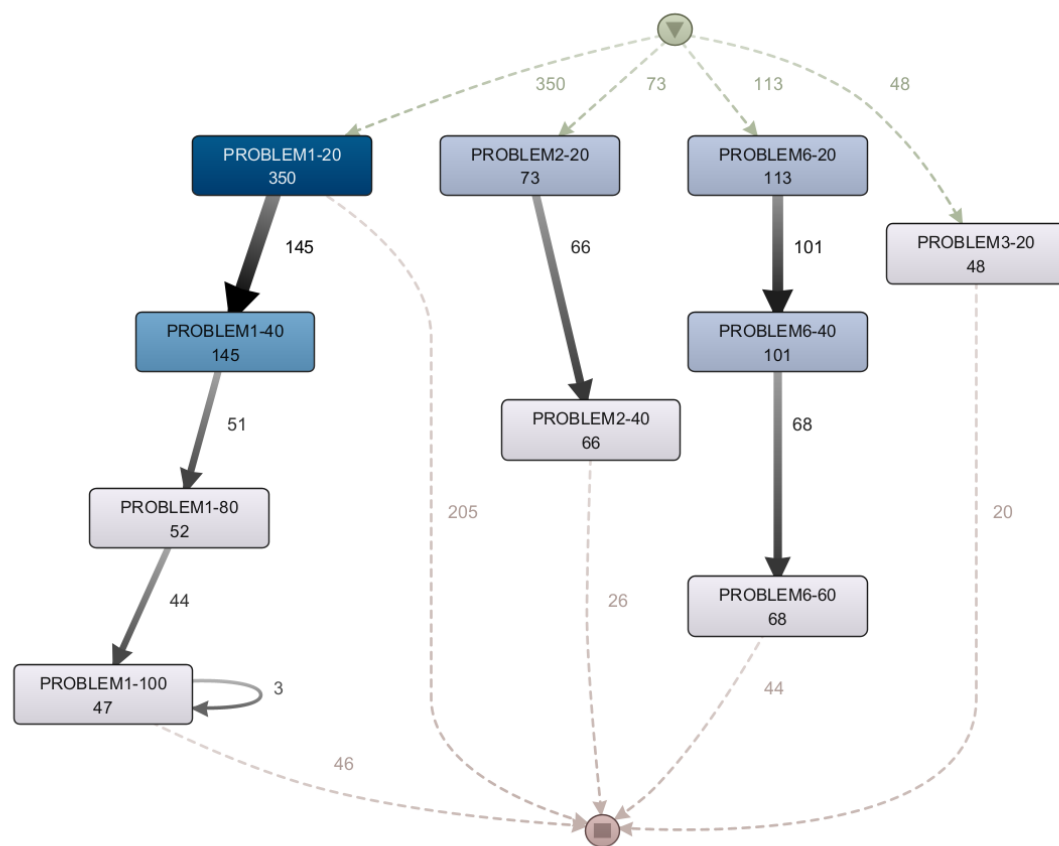 350
73
113
48
PROBLEM1-20
350
PROBLEM2-20
73
PROBLEM6-20
113
PROBLEM3-20
48
145
66
101
PROBLEM1-40
145
PROBLEM6-40
101
PROBLEM2-40
66
51
68
PROBLEM1-80
52
205
20
44
26
PROBLEM6-60
68
PROBLEM1-100
47
3
44
46